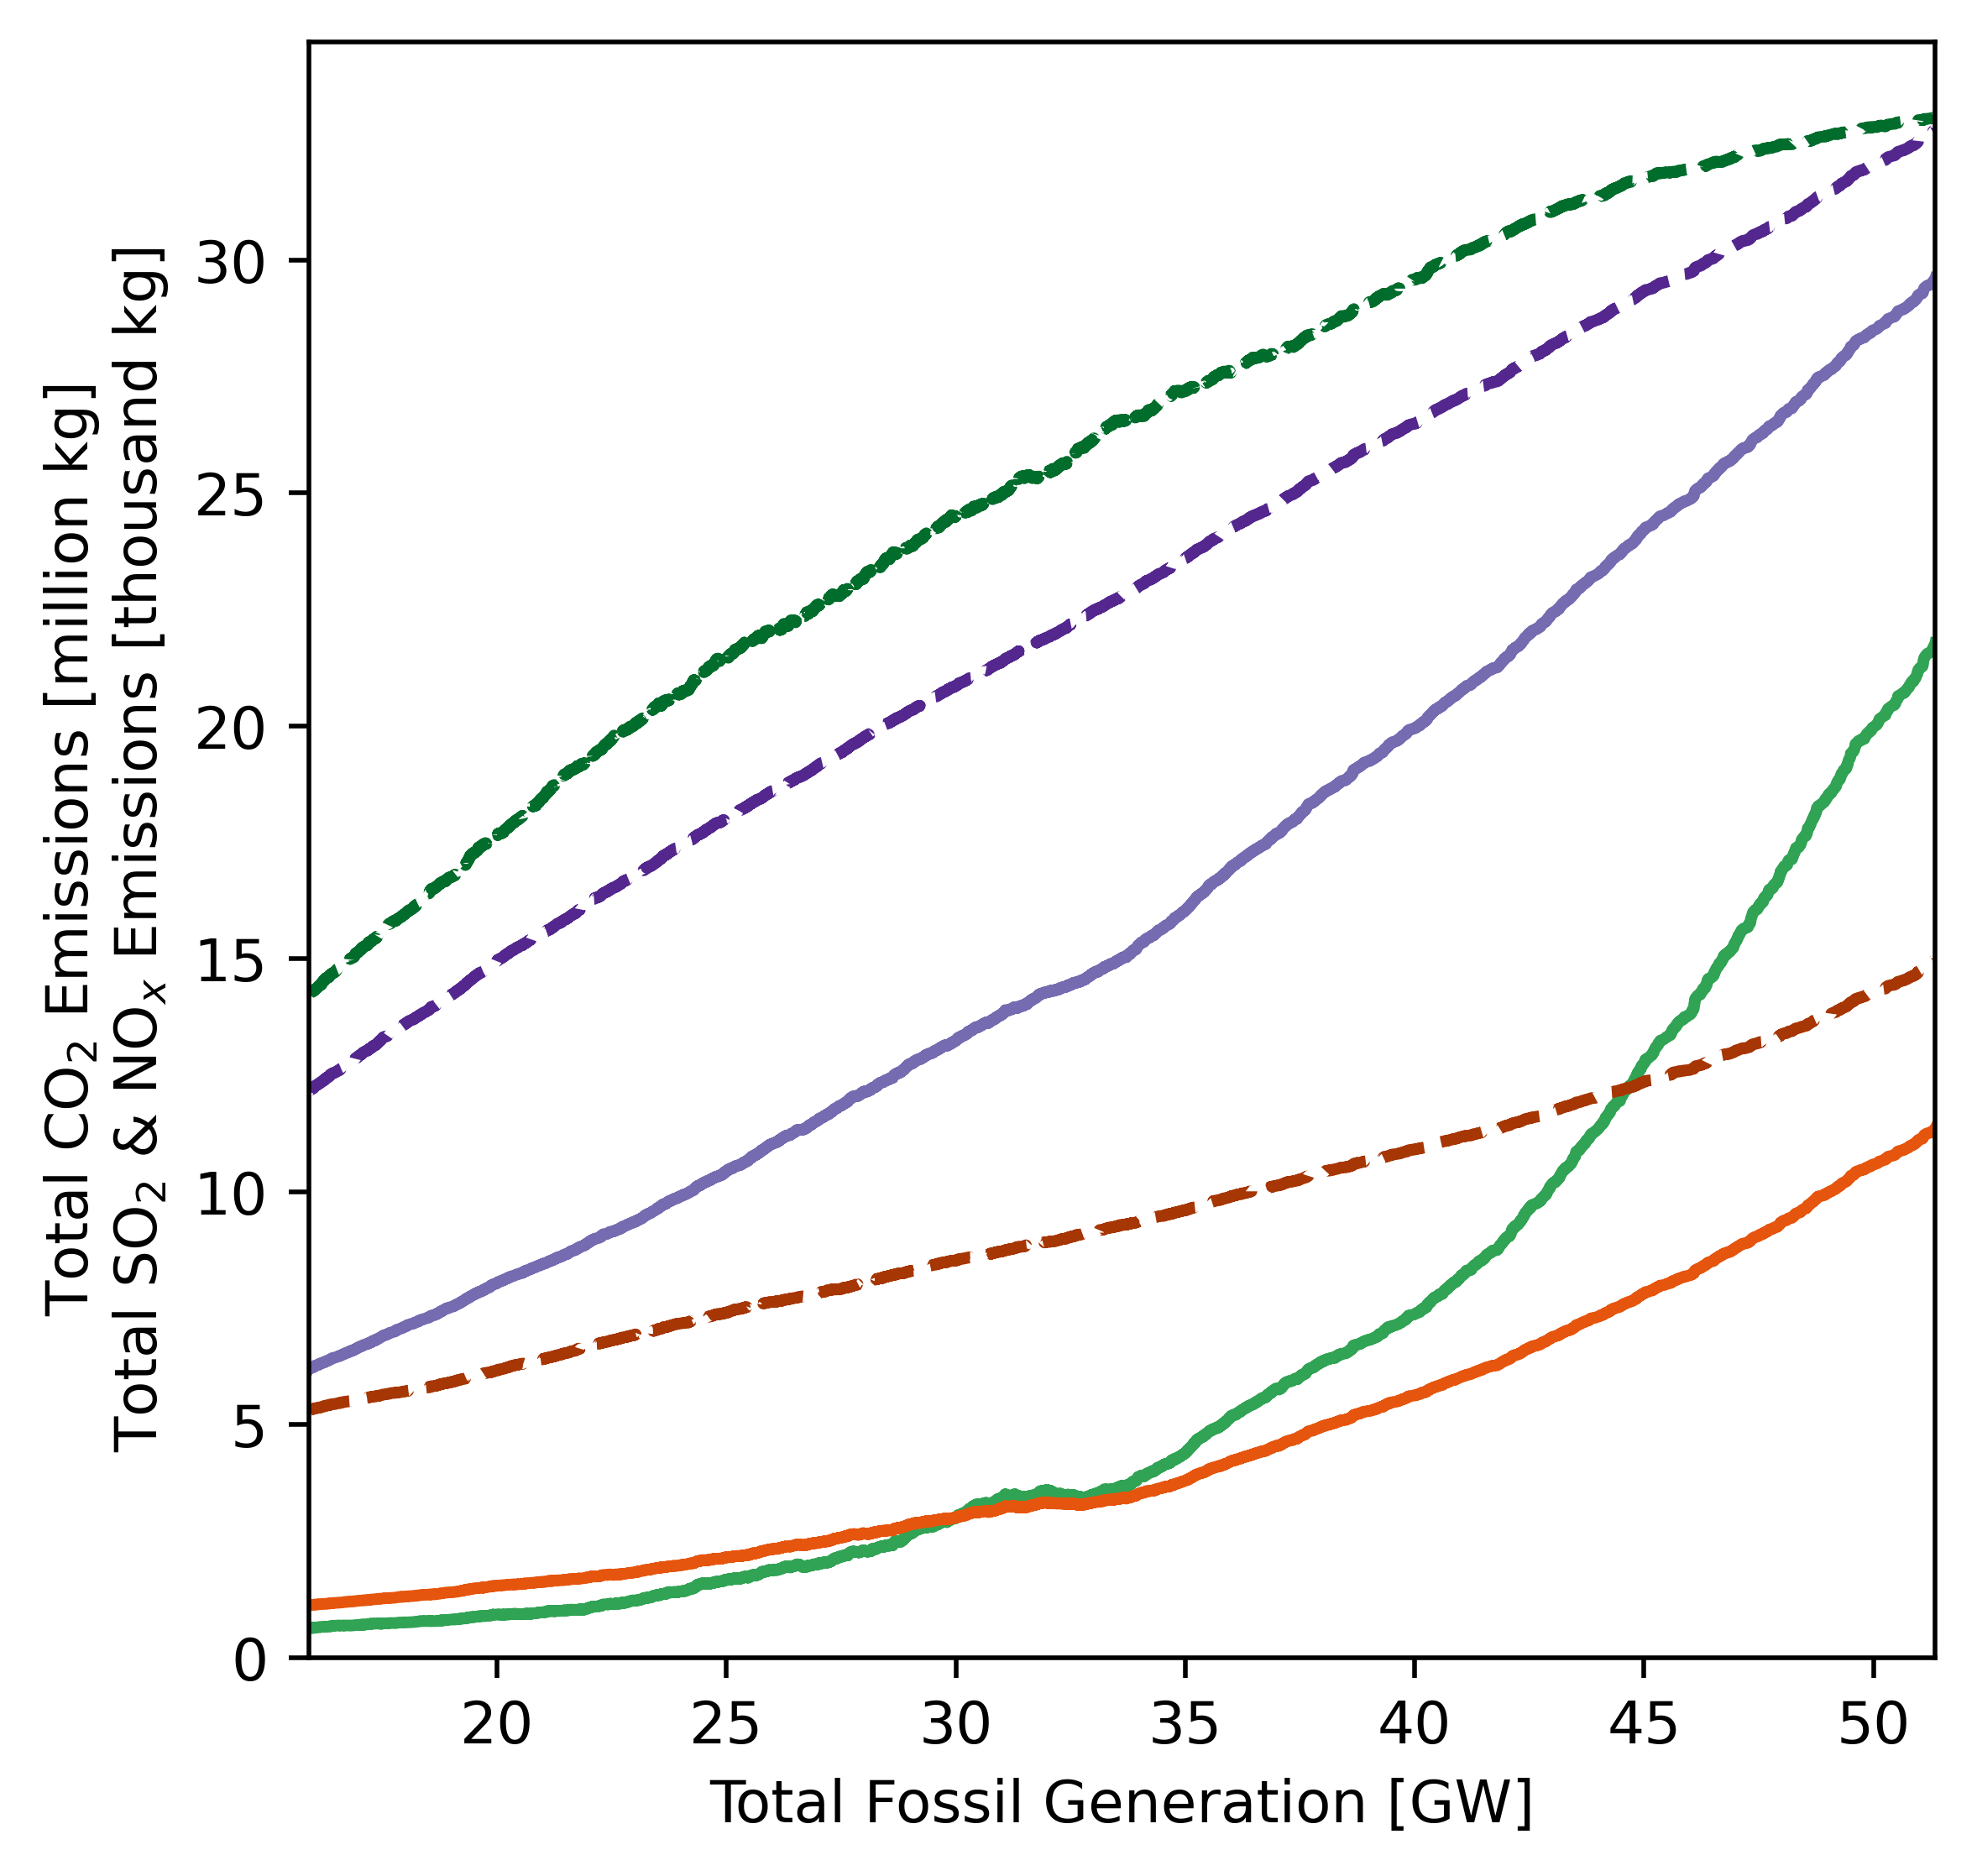 Total CO₂ Emissions [million kg]
Total SO₂ & NOₓ Emissions [thousand kg]
30
25
20
15
10
5
0
20 25 30 35 40 45 50
Total Fossil Generation [GW]